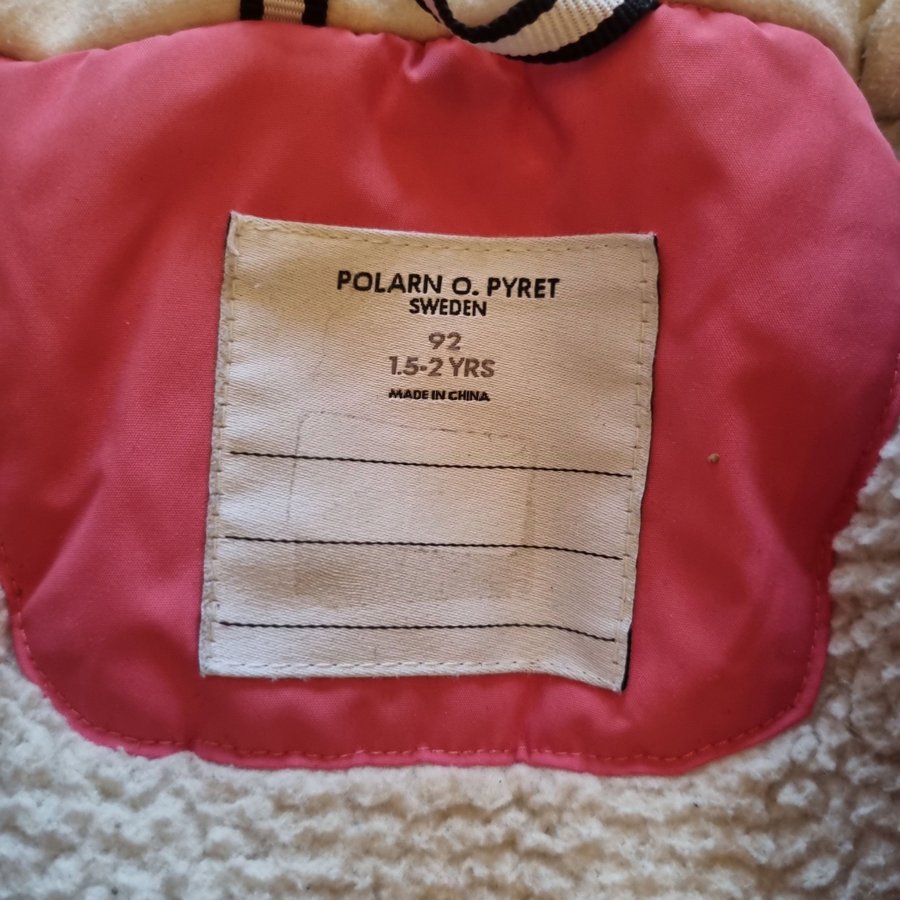 POLARN O. PYRET
SWEDEN
92
1.5-2 YRS
MADE IN CHINA